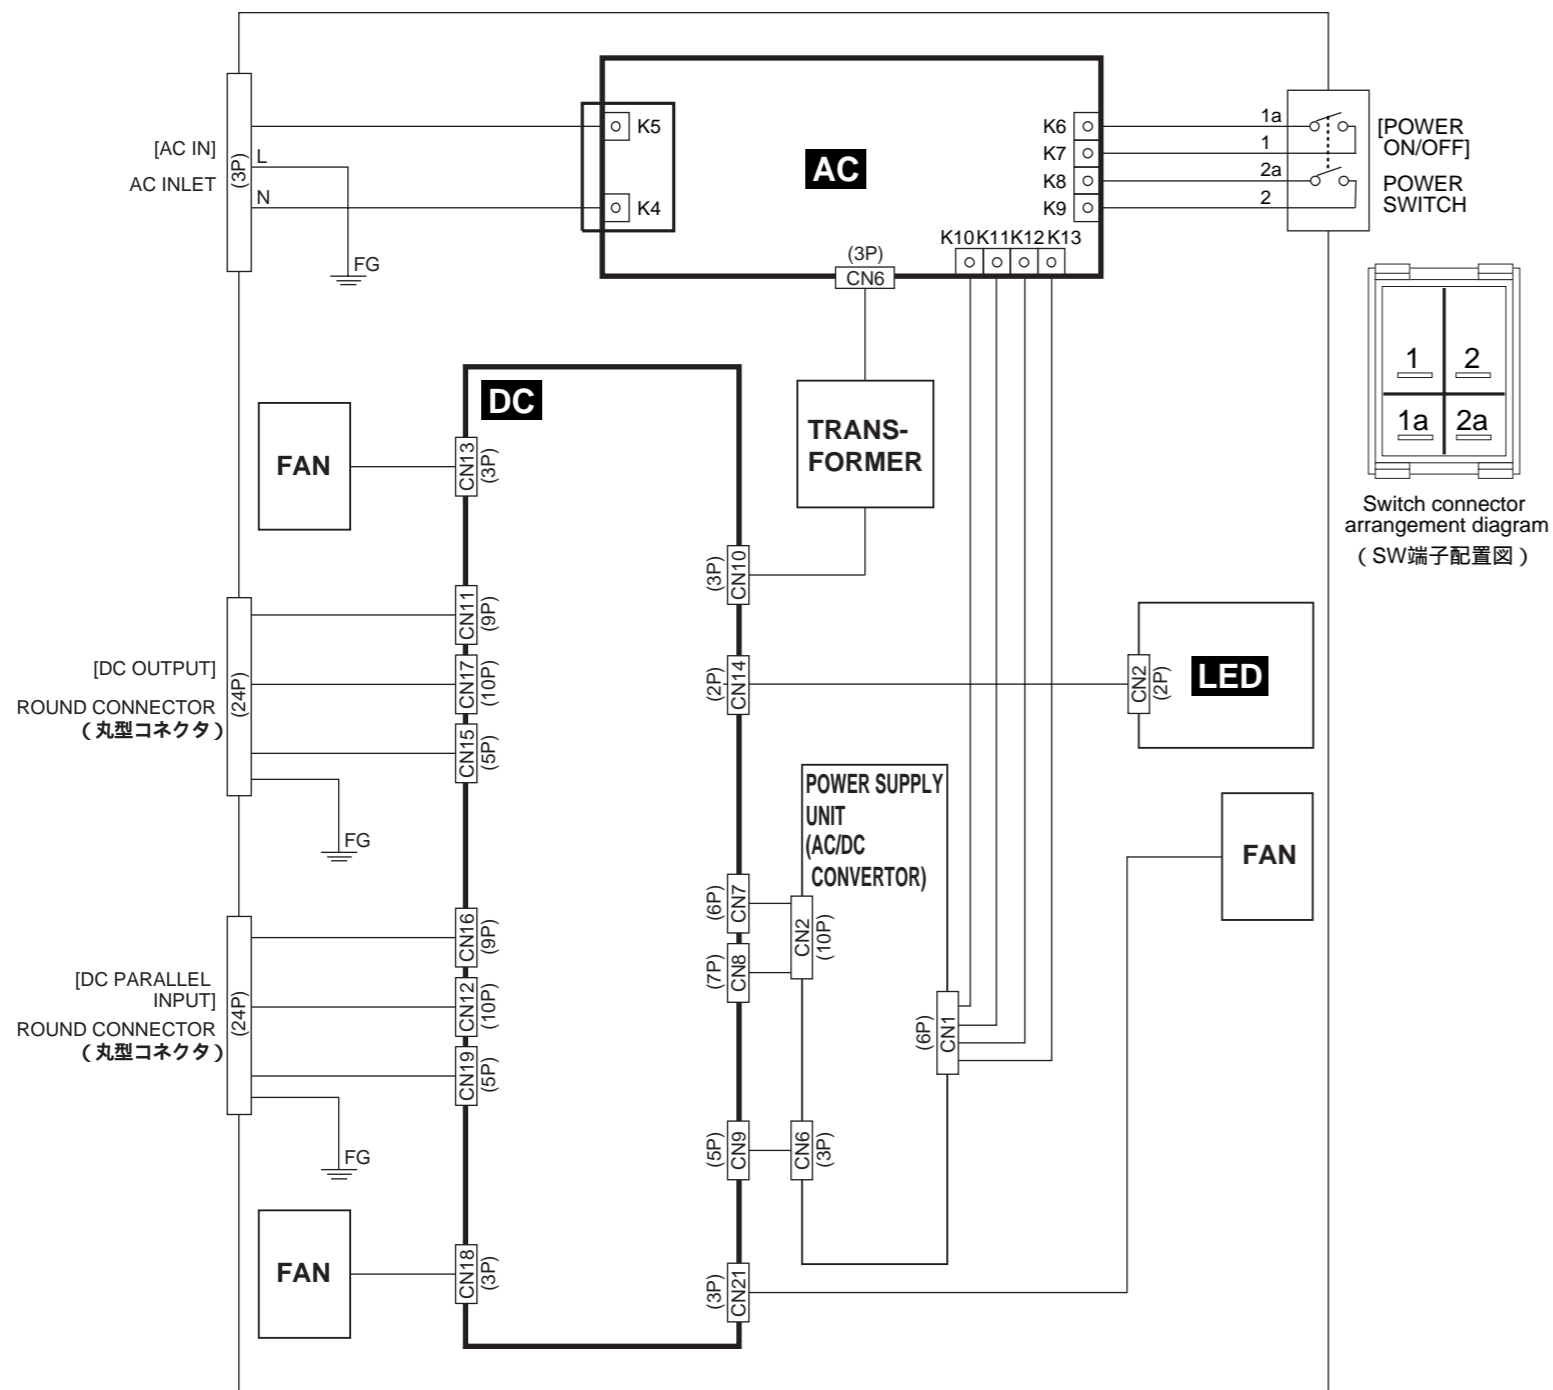 [AC IN]
AC INLET
(3P)
L
N
FG
K5
K4
AC
K6
K7
K8
K9
K10 K11 K12 K13
(3P)
CN6
1a
1
2a
2
[POWER
ON/OFF]
POWER
SWITCH
1
2
1a
2a
Switch connector
arrangement diagram
（SW端子配置図）
DC
FAN
CN13
(3P)
TRANS-
FORMER
(3P)
CN10
[DC OUTPUT]
ROUND CONNECTOR
（丸型コネクタ）
(24P)
CN11
(9P)
CN17
(10P)
CN15
(5P)
FG
(2P)
CN14
CN2
(2P)
LED
POWER SUPPLY
UNIT
(AC/DC
CONVERTOR)
(6P)
CN7
(7P)
CN8
CN2
(10P)
(6P)
CN1
FAN
[DC PARALLEL
INPUT]
ROUND CONNECTOR
（丸型コネクタ）
(24P)
CN16
(9P)
CN12
(10P)
CN19
(5P)
FG
(5P)
CN9
CN6
(3P)
FAN
CN18
(3P)
(3P)
CN21